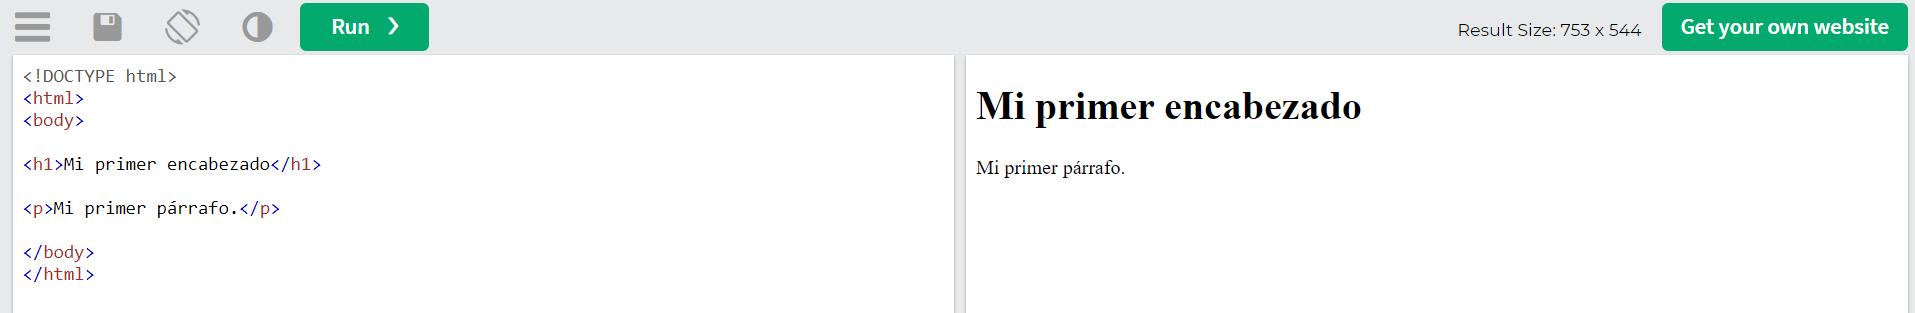 Run ❯
Result Size: 753 x 544
Get your own website
<!DOCTYPE html>
<html>
<body>
<h1>Mi primer encabezado</h1>
<p>Mi primer párrafo.</p>
</body>
</html>
Mi primer encabezado
Mi primer párrafo.